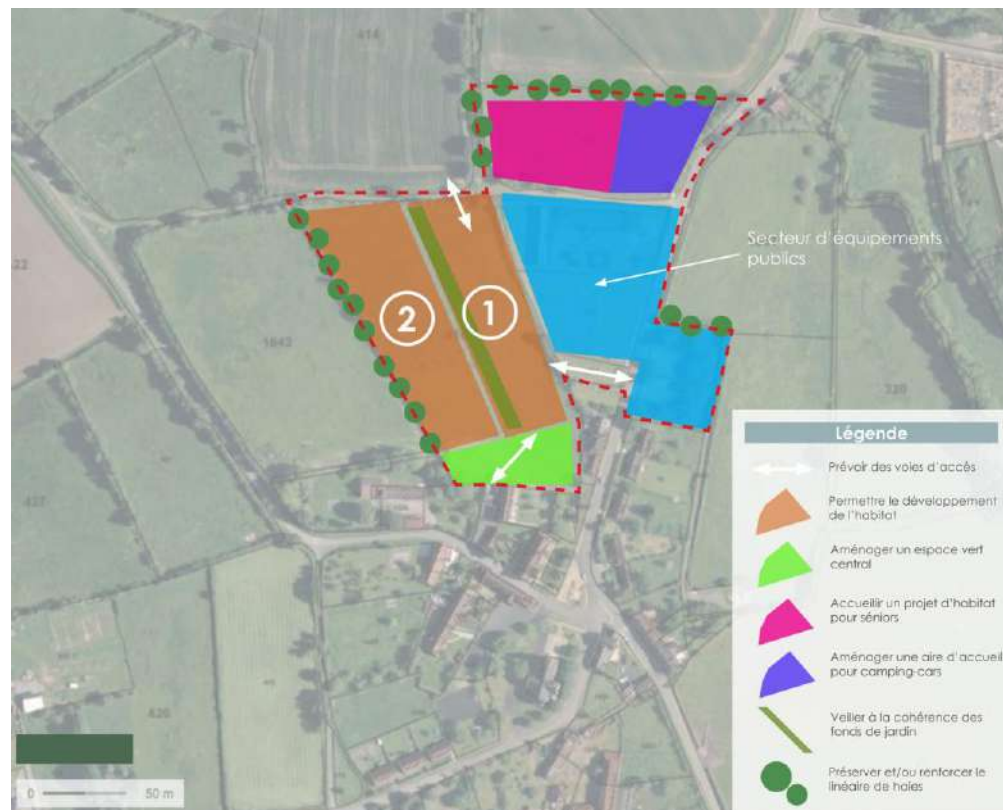 414
Secteur d'équipements
publics
22
2
1
1042
220
437
420
Légende
Prévoir des voies d'accès
Permettre le développement
de l'habitat
Aménager un espace vert
central
Accueillir un projet d'habitat
pour séniors
Aménager une aire d'accueil
pour camping-cars
Veiller à la cohérence des
fonds de jardin
Préserver et/ou renforcer le
linéaire de haies
0 50 m